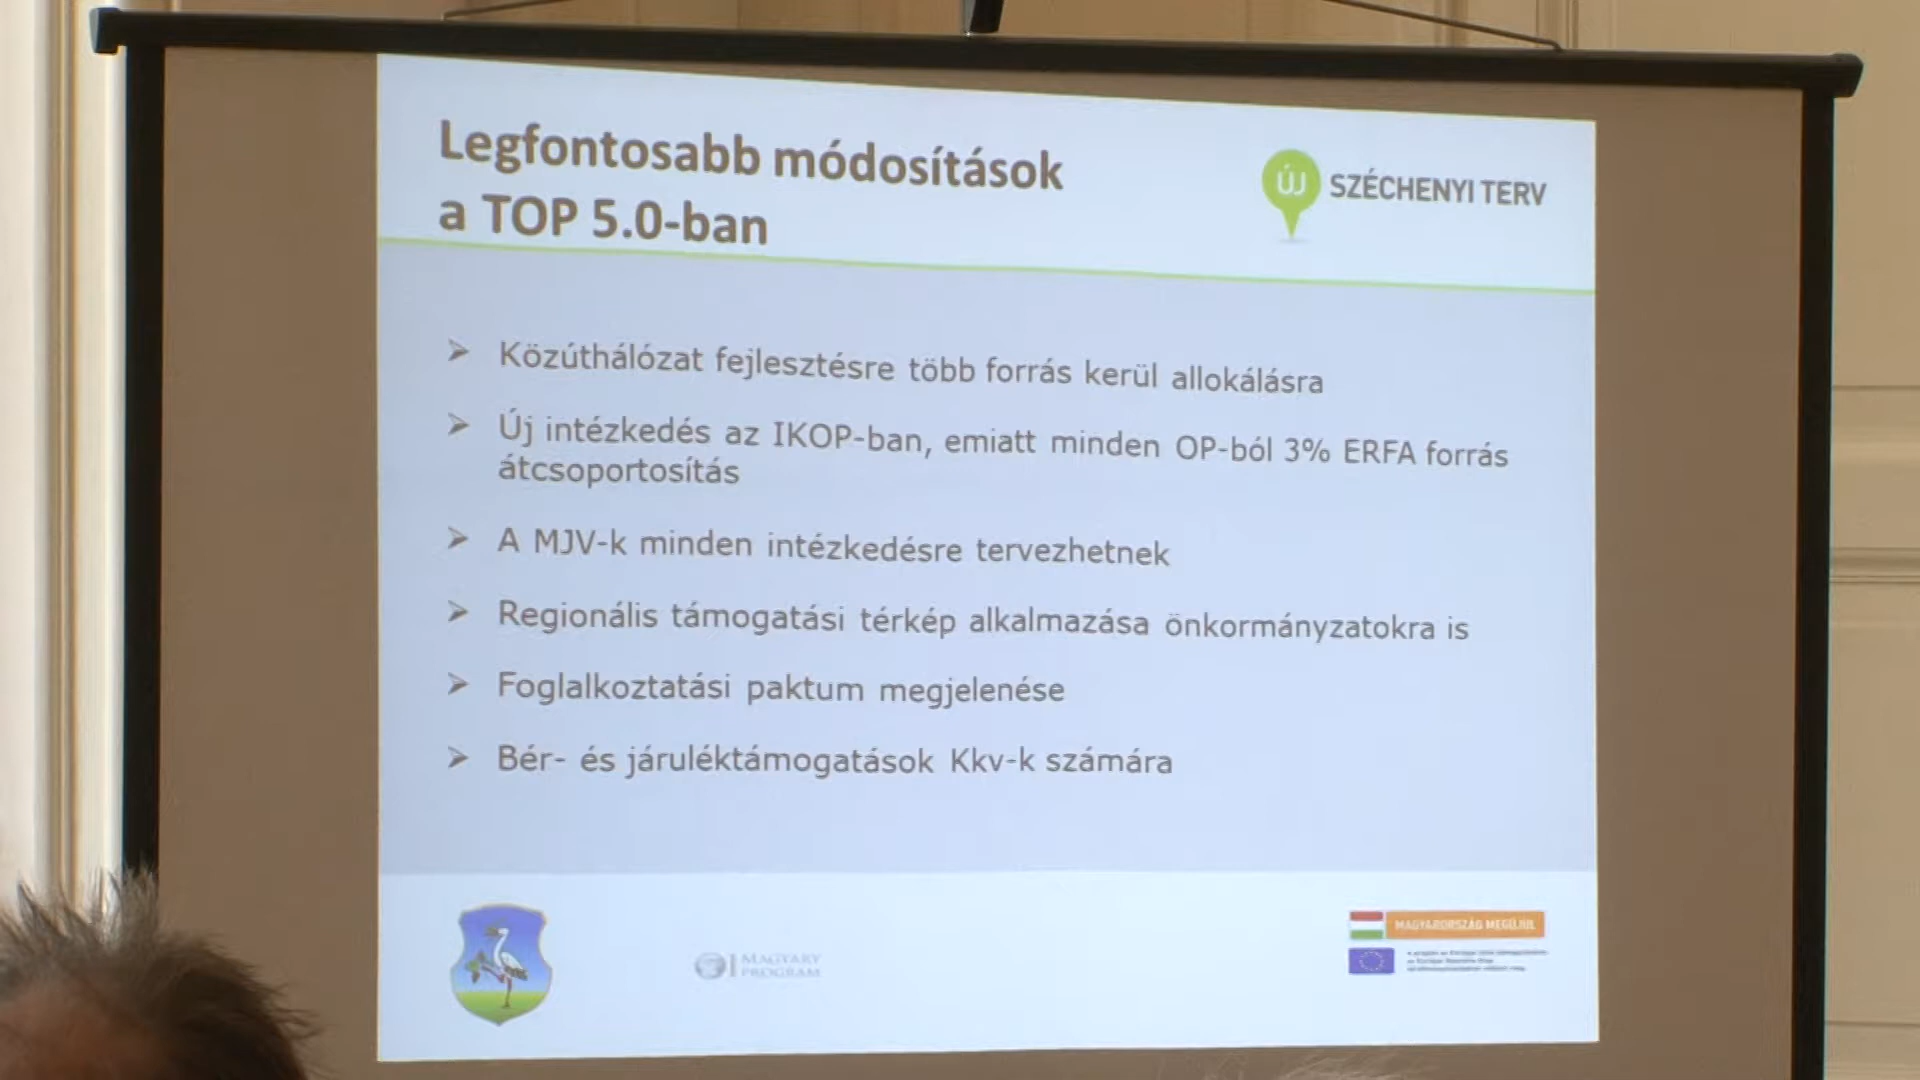 Legfontosabb módosítások
a TOP 5.0-ban
ÚJ SZÉCHENYI TERV
Közúthálózat fejlesztésre több forrás kerül allokálásra
Új intézkedés az IKOP-ban, emiatt minden OP-ból 3% ERFA forrás
átcsoportosítás
A MJV-k minden intézkedésre tervezhetnek
Regionális támogatási térkép alkalmazása önkormányzatokra is
Foglalkoztatási paktum megjelenése
Bér- és járuléktámogatások Kkv-k számára
MAGYARY
PROGRAM
MAGYARORSZÁG MEGÚJUL